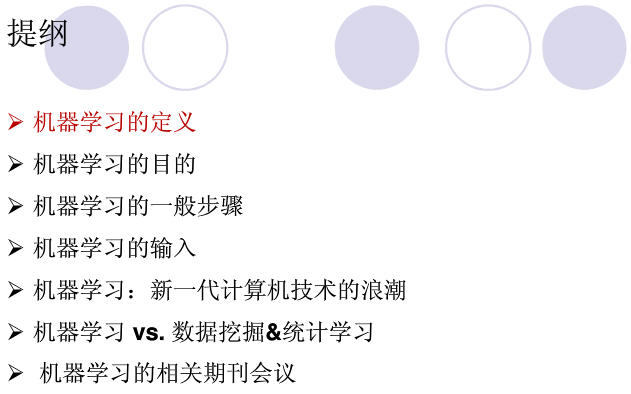 提纲
机器学习的定义
机器学习的目的
机器学习的一般步骤
机器学习的输入
机器学习：新一代计算机技术的浪潮
机器学习 vs. 数据挖掘&统计学习
机器学习的相关期刊会议